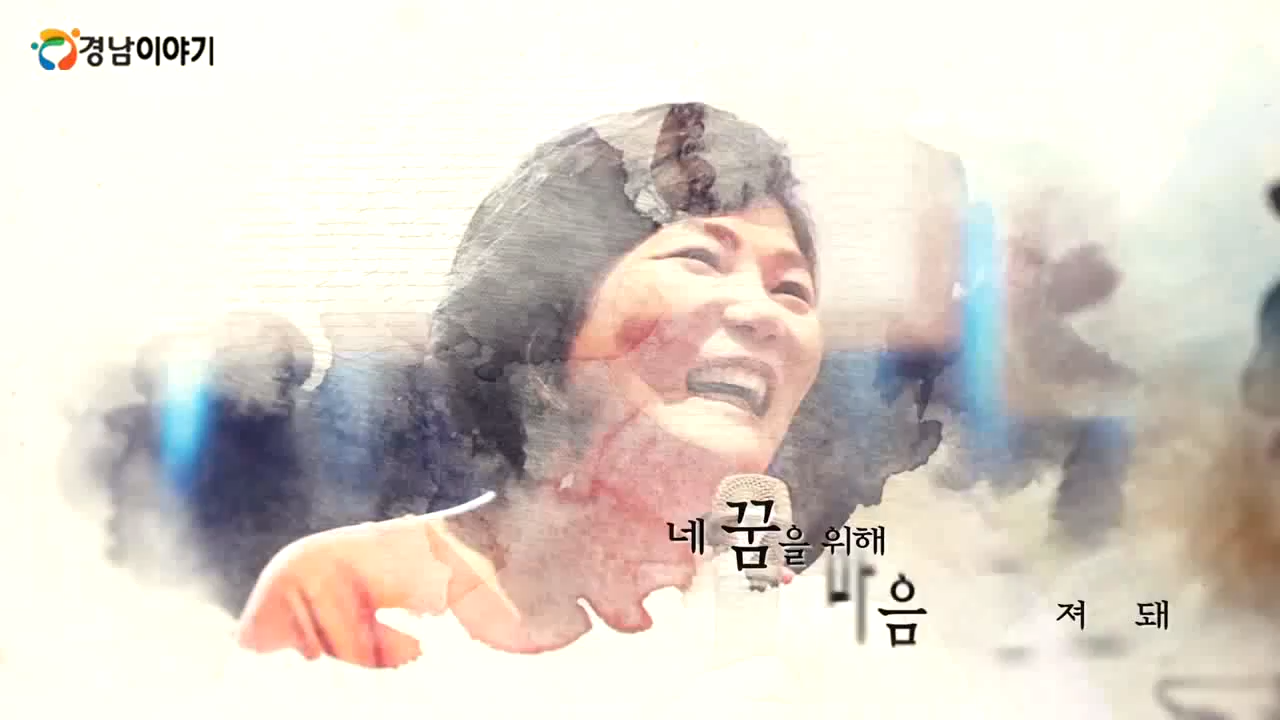 경남이야기
네 꿈을 위해
마음 져 돼